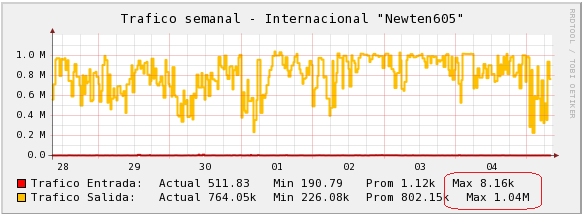 Trafico semanal - Internacional "Newten605"
RRDTOOL / TOBI OETIKER
1.0 M
0.8 M
0.6 M
0.4 M
0.2 M
0.0
28 29 30 31 01 02 03 04
Trafico Entrada: Actual 511.83 Min 190.79 Prom 1.12k Max 8.16k
Trafico Salida: Actual 764.05k Min 226.08k Prom 802.15k Max 1.04M